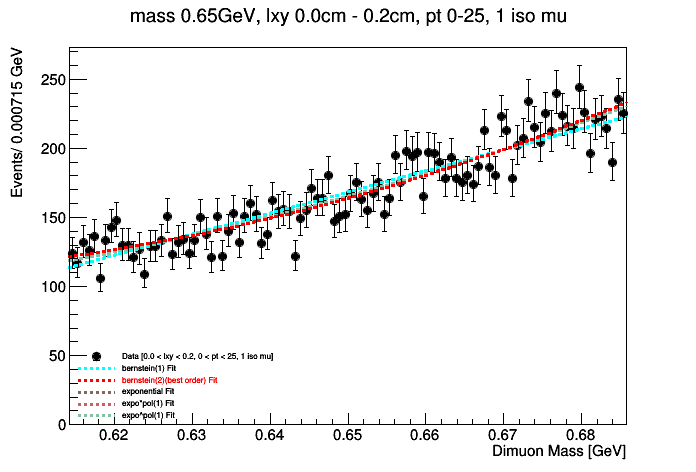 mass 0.65GeV, lxy 0.0cm - 0.2cm, pt 0-25, 1 iso mu
Events/ 0.000715 GeV
250
200
150
100
50
0
Data [0.0 < lxy < 0.2, 0 < pt < 25, 1 iso mu]
bernstein(1) Fit
bernstein(2)(best order) Fit
exponential Fit
expo*pol(1) Fit
expo^pol(1) Fit
0.62 0.63 0.64 0.65 0.66 0.67 0.68
Dimuon Mass [GeV]